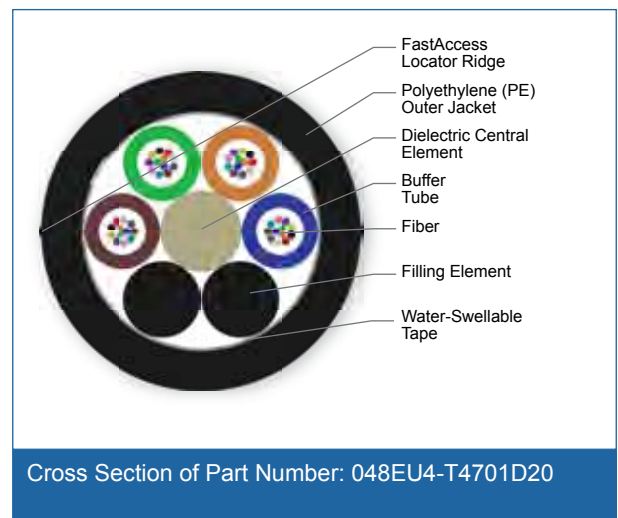 FastAccess
Locator Ridge
Polyethylene (PE)
Outer Jacket
Dielectric Central
Element
Buffer
Tube
Fiber
Filling Element
Water-Swellable
Tape
Cross Section of Part Number: 048EU4-T4701D20